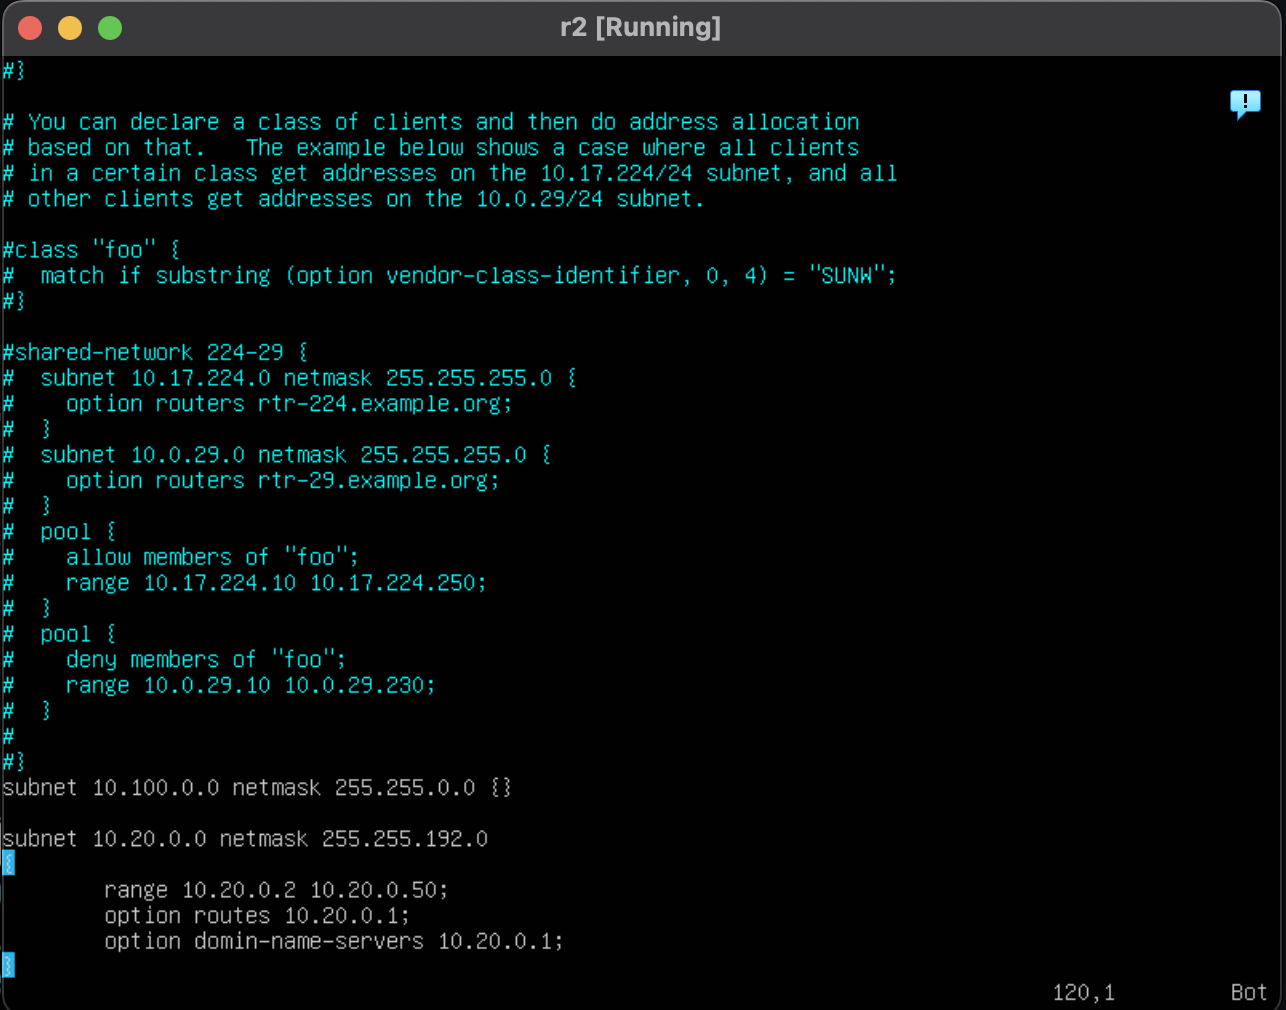 r2 [Running]
#}
# You can declare a class of clients and then do address allocation
# based on that.   The example below shows a case where all clients
# in a certain class get addresses on the 10.17.224/24 subnet, and all
# other clients get addresses on the 10.0.29/24 subnet.
#class "foo" {
#  match if substring (option vendor-class-identifier, 0, 4) = "SUNW";
#}
#shared-network 224-29 {
#  subnet 10.17.224.0 netmask 255.255.255.0 {
#    option routers rtr-224.example.org;
#  }
#  subnet 10.0.29.0 netmask 255.255.255.0 {
#    option routers rtr-29.example.org;
#  }
#  pool {
#    allow members of "foo";
#    range 10.17.224.10 10.17.224.250;
#  }
#  pool {
#    deny members of "foo";
#    range 10.0.29.10 10.0.29.230;
#  }
#
#}
subnet 10.100.0.0 netmask 255.255.0.0 {}
subnet 10.20.0.0 netmask 255.255.192.0
{
        range 10.20.0.2 10.20.0.50;
        option routes 10.20.0.1;
        option domin-name-servers 10.20.0.1;
}
120,1         Bot